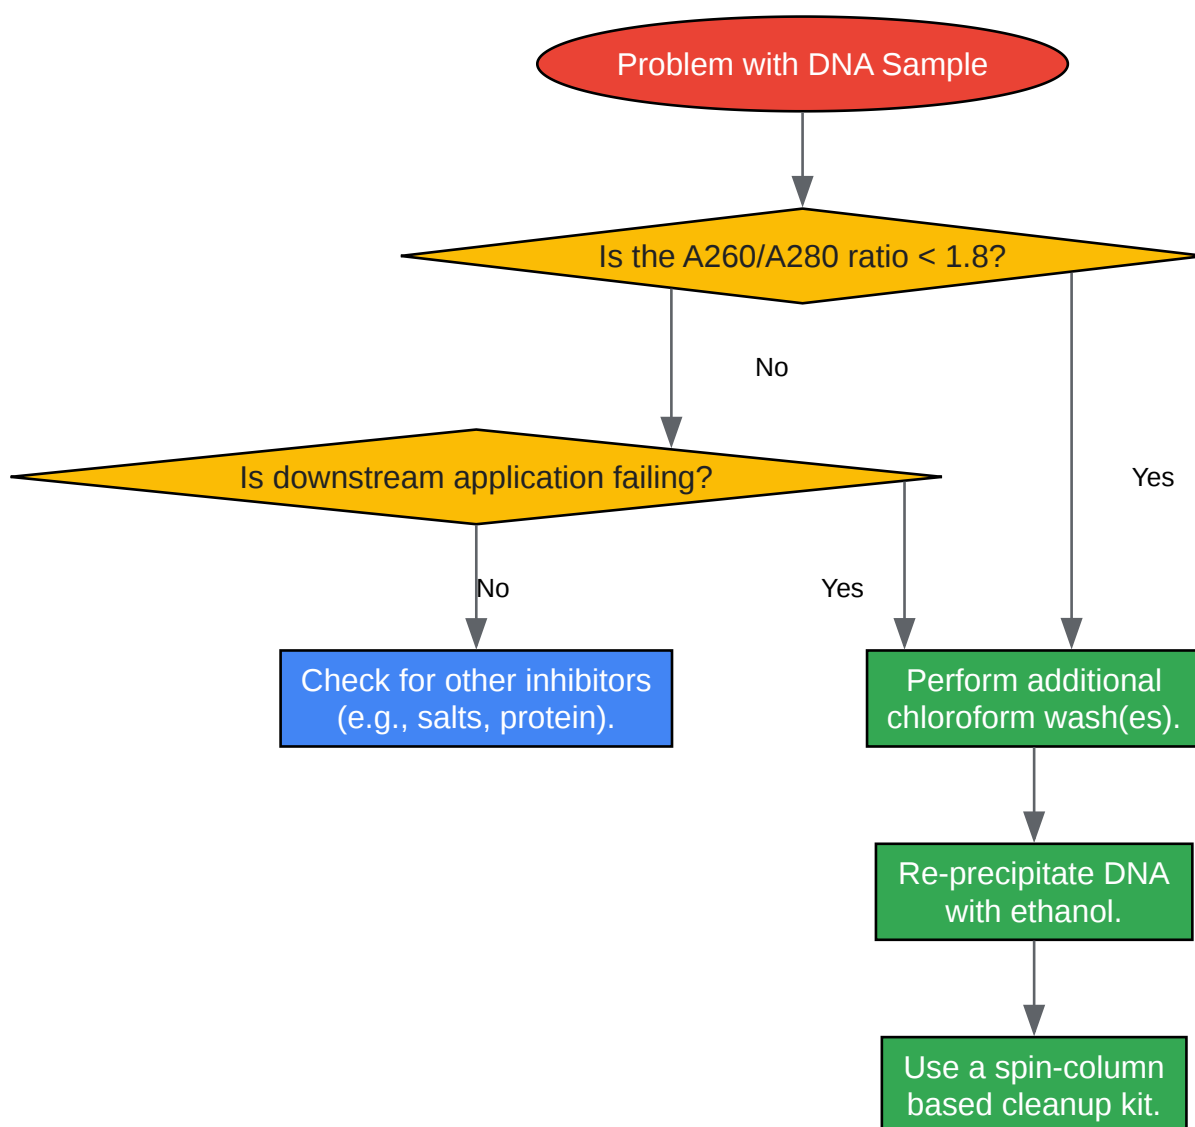 Problem with DNA Sample
Is the A260/A280 ratio < 1.8?
No
Is downstream application failing?
Yes
No
Yes
Check for other inhibitors
(e.g., salts, protein).
Perform additional
chloroform wash(es).
Re-precipitate DNA
with ethanol.
Use a spin-column
based cleanup kit.